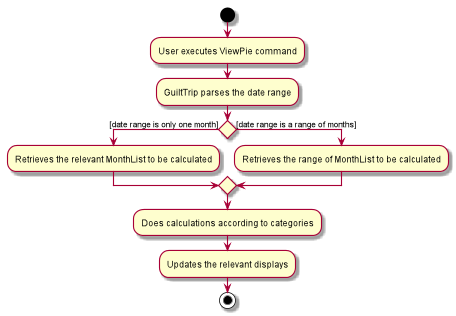 User executes ViewPie command
GuiltTrip parses the date range
[date range is only one month]
[date range is a range of months]
Retrieves the relevant MonthList to be calculated
Retrieves the range of MonthList to be calculated
Does calculations according to categories
Updates the relevant displays